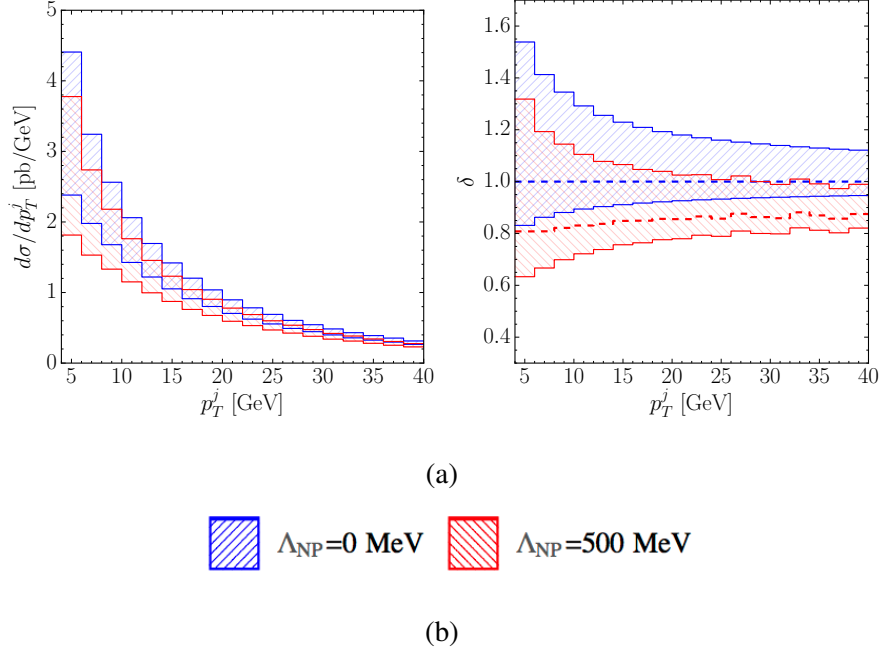 5
4
3
2
1
0
5 10 15 20 25 30 35 40
dσ/dp_T^j [pb/GeV]
p_T^j [GeV]
1.6
1.4
1.2
1.0
0.8
0.6
0.4
5 10 15 20 25 30 35 40
δ
p_T^j [GeV]
(a)
Λ_NP=0 MeV Λ_NP=500 MeV
(b)